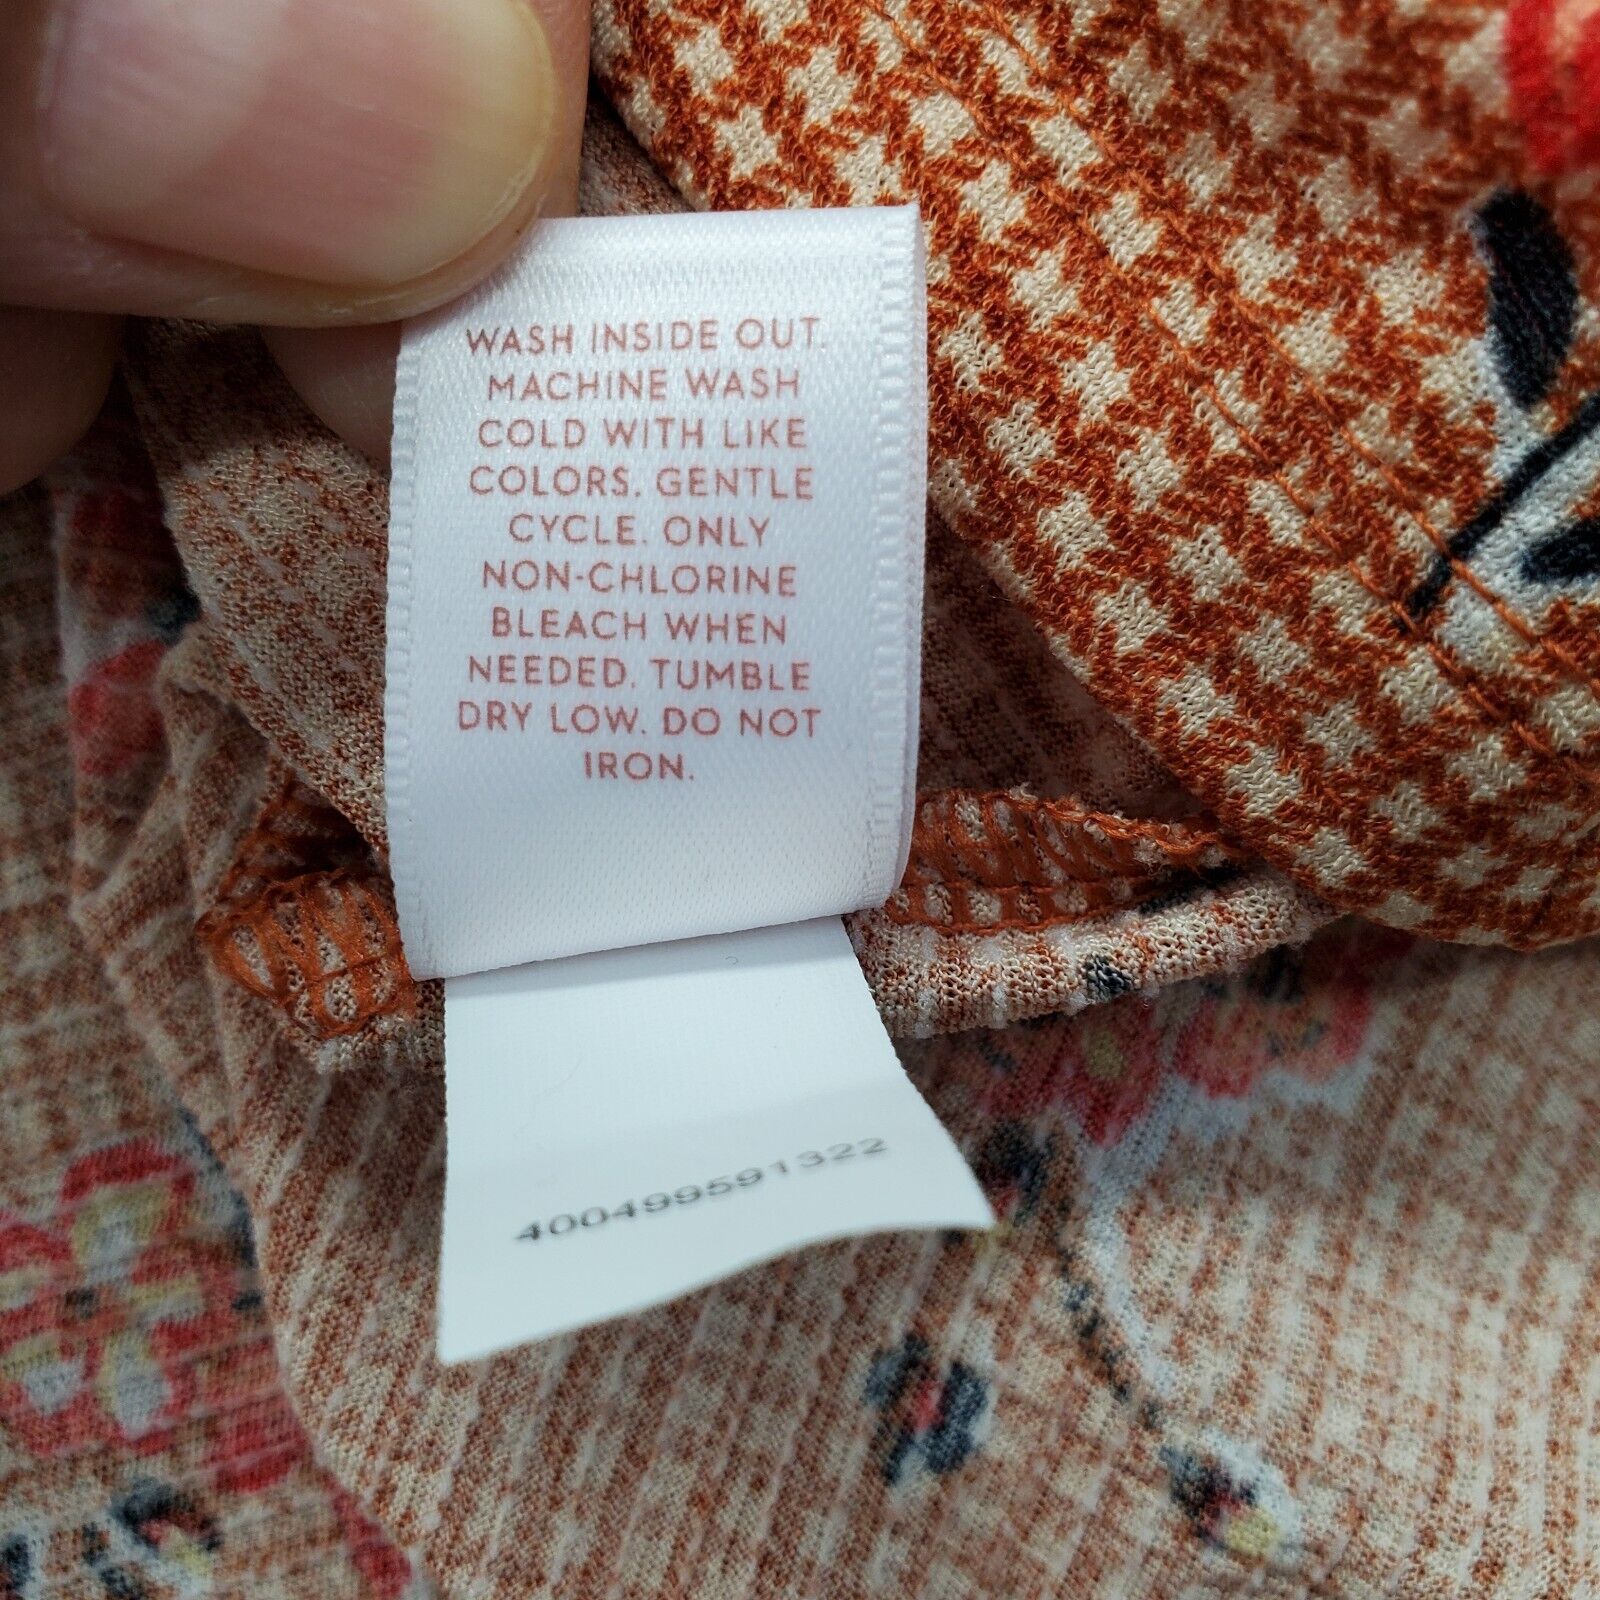 WASH INSIDE OUT.
MACHINE WASH
COLD WITH LIKE
COLORS. GENTLE
CYCLE. ONLY
NON-CHLORINE
BLEACH WHEN
NEEDED. TUMBLE
DRY LOW. DO NOT
IRON.
400499591322